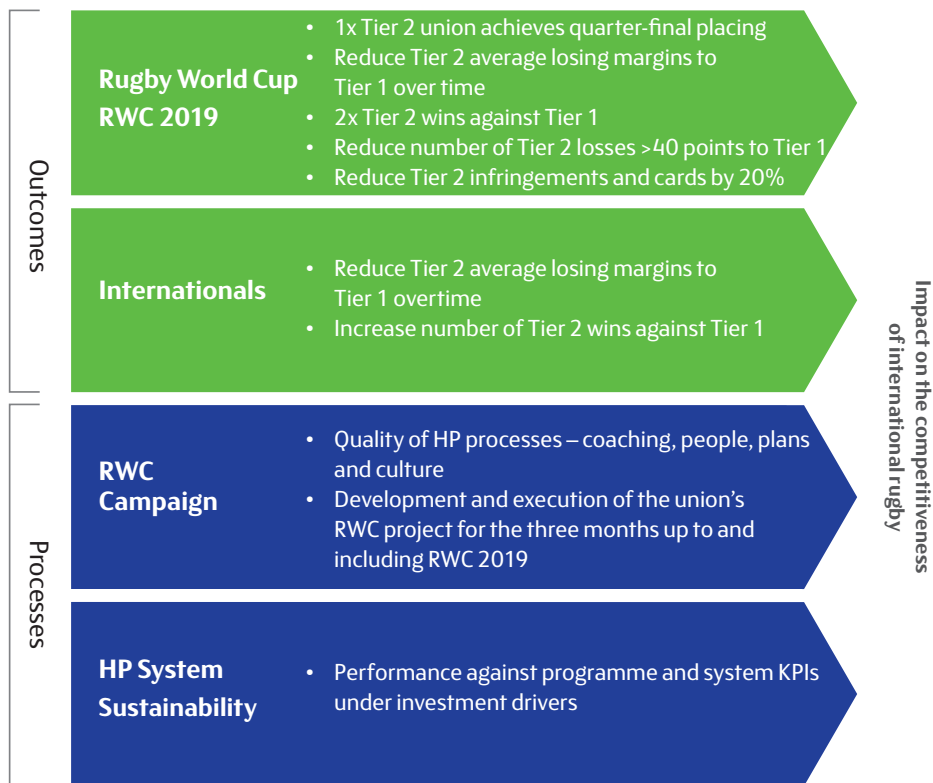 Outcomes
Rugby World Cup
RWC 2019
• 1x Tier 2 union achieves quarter-final placing
• Reduce Tier 2 average losing margins to
Tier 1 over time
• 2x Tier 2 wins against Tier 1
• Reduce number of Tier 2 losses >40 points to Tier 1
• Reduce Tier 2 infringements and cards by 20%
Internationals
• Reduce Tier 2 average losing margins to
Tier 1 overtime
• Increase number of Tier 2 wins against Tier 1
Processes
RWC
Campaign
• Quality of HP processes – coaching, people, plans
and culture
• Development and execution of the union's
RWC project for the three months up to and
including RWC 2019
HP System
Sustainability
• Performance against programme and system KPIs
under investment drivers
Impact on the competitiveness
of international rugby